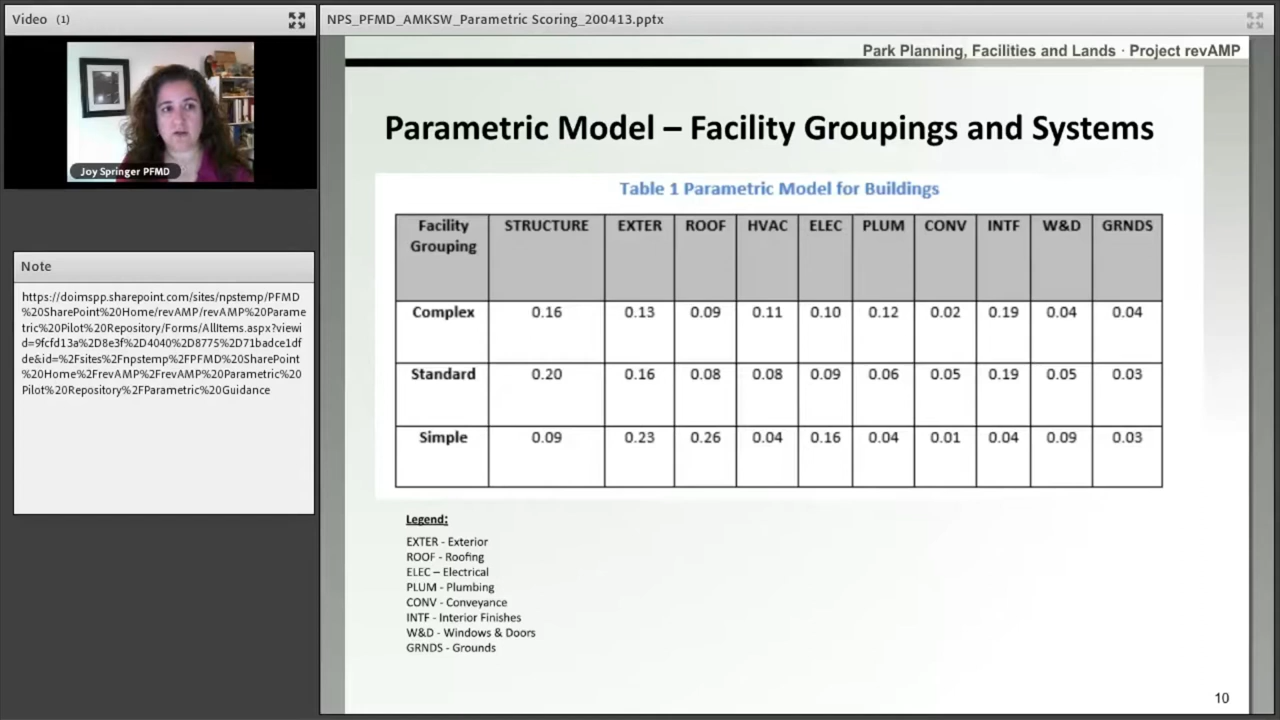 Video (1)
Joy Springer PFMD
Note
https://doimspp.sharepoint.com/sites/npstemp/PFMD
%20SharePoint%20Home/revAMP/revAMP%20Parame
tric%20Pilot%20Repository/Forms/AllItems.aspx?viewi
d=9fcfd13a%2D8e3f%2D4040%2D8775%2D71badce1df
de&id=%2Fsites%2Fnpstemp%2FPFMD%20SharePoint
%20Home%2FrevAMP%2FrevAMP%20Parametric%20
Pilot%20Repository%2FParametric%20Guidance
NPS_PFMD_AMKSW_Parametric Scoring_200413.pptx
Park Planning, Facilities and Lands · Project revAMP
Parametric Model – Facility Groupings and Systems
Table 1 Parametric Model for Buildings
Facility Grouping STRUCTURE EXTER ROOF HVAC ELEC PLUM CONV INTF W&D GRNDS
Complex 0.16 0.13 0.09 0.11 0.10 0.12 0.02 0.19 0.04 0.04
Standard 0.20 0.16 0.08 0.08 0.09 0.06 0.05 0.19 0.05 0.03
Simple 0.09 0.23 0.26 0.04 0.16 0.04 0.01 0.04 0.09 0.03
Legend:
EXTER - Exterior
ROOF - Roofing
ELEC – Electrical
PLUM - Plumbing
CONV - Conveyance
INTF - Interior Finishes
W&D - Windows & Doors
GRNDS - Grounds
10